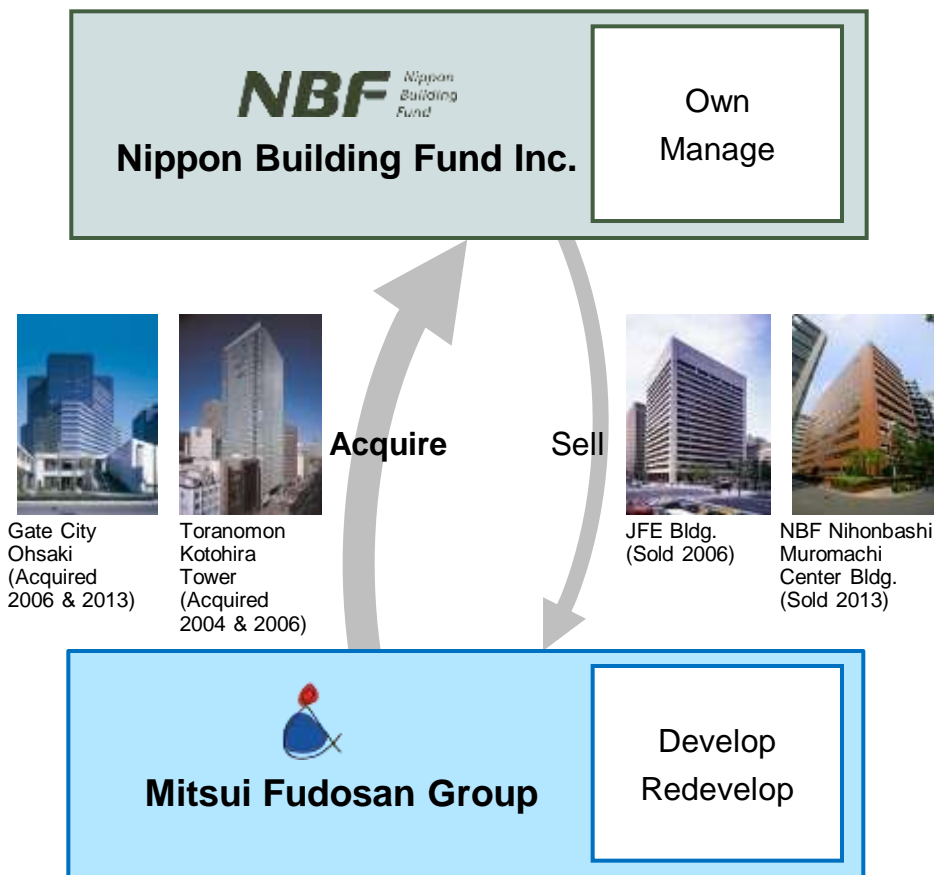 NBF
Nippon
Building
Fund
Nippon Building Fund Inc.
Own
Manage
Acquire
Sell
Gate City
Ohsaki
(Acquired
2006 & 2013)
Toranomon
Kotohira
Tower
(Acquired
2004 & 2006)
JFE Bldg.
(Sold 2006)
NBF Nihonbashi
Muromachi
Center Bldg.
(Sold 2013)
Mitsui Fudosan Group
Develop
Redevelop